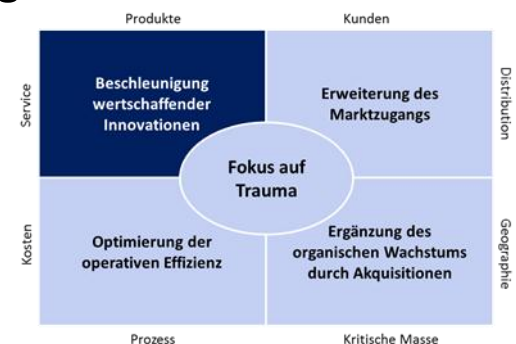 Produkte
Kunden
Service
Beschleunigung
wertschaffender
Innovationen
Erweiterung des
Marktzugangs
Distribution
Fokus auf
Trauma
Kosten
Optimierung der
operativen Effizienz
Ergänzung des
organischen Wachstums
durch Akquisitionen
Geographie
Prozess
Kritische Masse